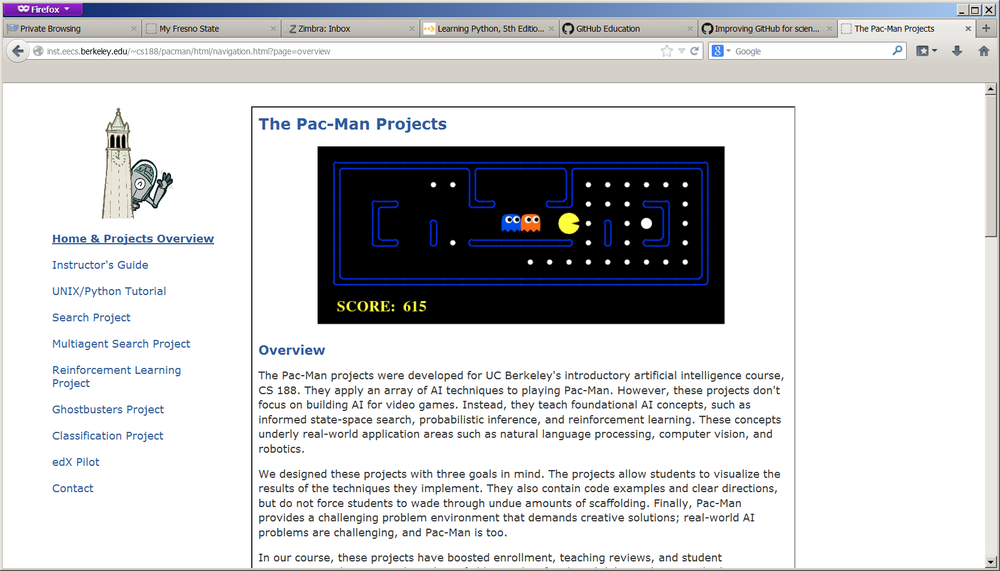 Firefox
Private Browsing
My Fresno State
Zimbra: Inbox
Learning Python, 5th Editio...
GitHub Education
Improving GitHub for scien...
The Pac-Man Projects
inst.eecs.berkeley.edu/~cs188/pacman/html/navigation.html?page=overview
Google
Home & Projects Overview
Instructor's Guide
UNIX/Python Tutorial
Search Project
Multiagent Search Project
Reinforcement Learning
Project
Ghostbusters Project
Classification Project
edX Pilot
Contact
The Pac-Man Projects
SCORE: 615
Overview
The Pac-Man projects were developed for UC Berkeley's introductory artificial intelligence course,
CS 188. They apply an array of AI techniques to playing Pac-Man. However, these projects don't
focus on building AI for video games. Instead, they teach foundational AI concepts, such as
informed state-space search, probabilistic inference, and reinforcement learning. These concepts
underly real-world application areas such as natural language processing, computer vision, and
robotics.
We designed these projects with three goals in mind. The projects allow students to visualize the
results of the techniques they implement. They also contain code examples and clear directions,
but do not force students to wade through undue amounts of scaffolding. Finally, Pac-Man
provides a challenging problem environment that demands creative solutions; real-world AI
problems are challenging, and Pac-Man is too.
In our course, these projects have boosted enrollment, teaching reviews, and student